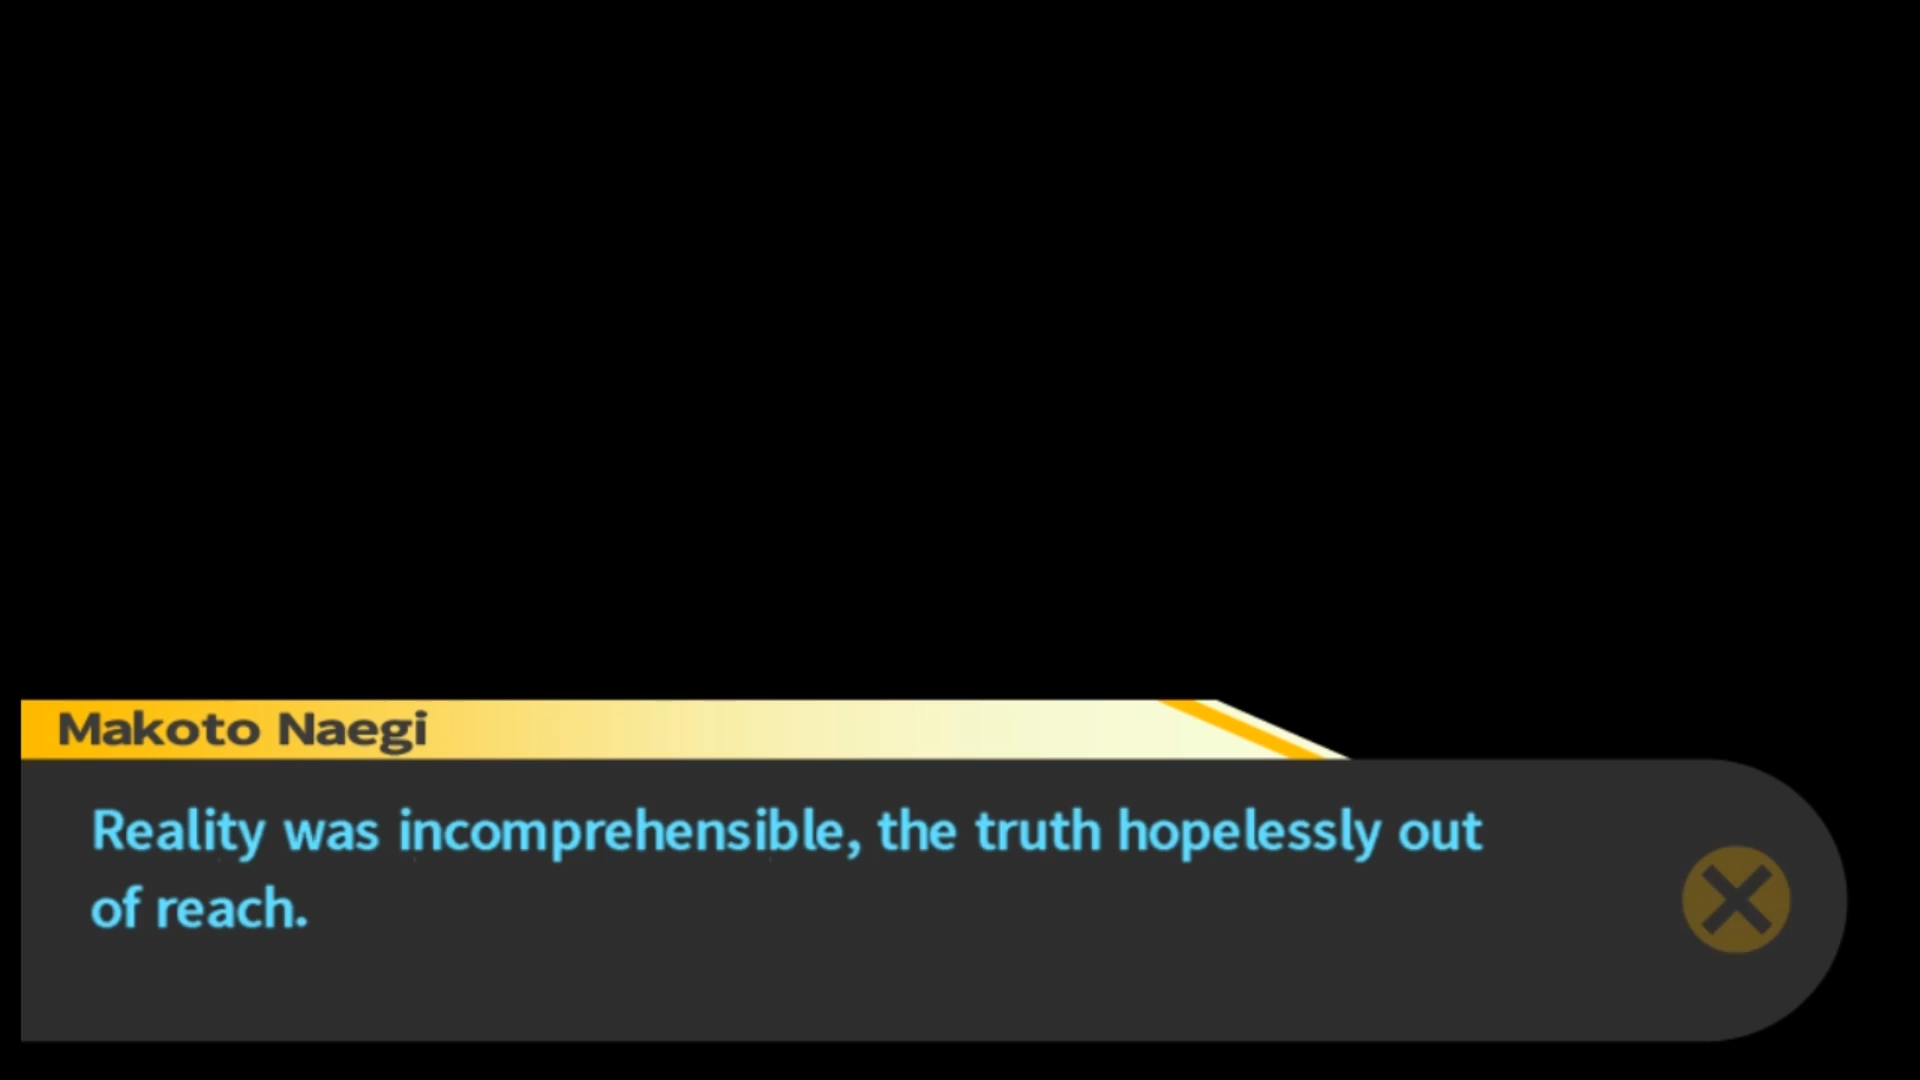 Makoto Naegi
Reality was incomprehensible, the truth hopelessly out
of reach.